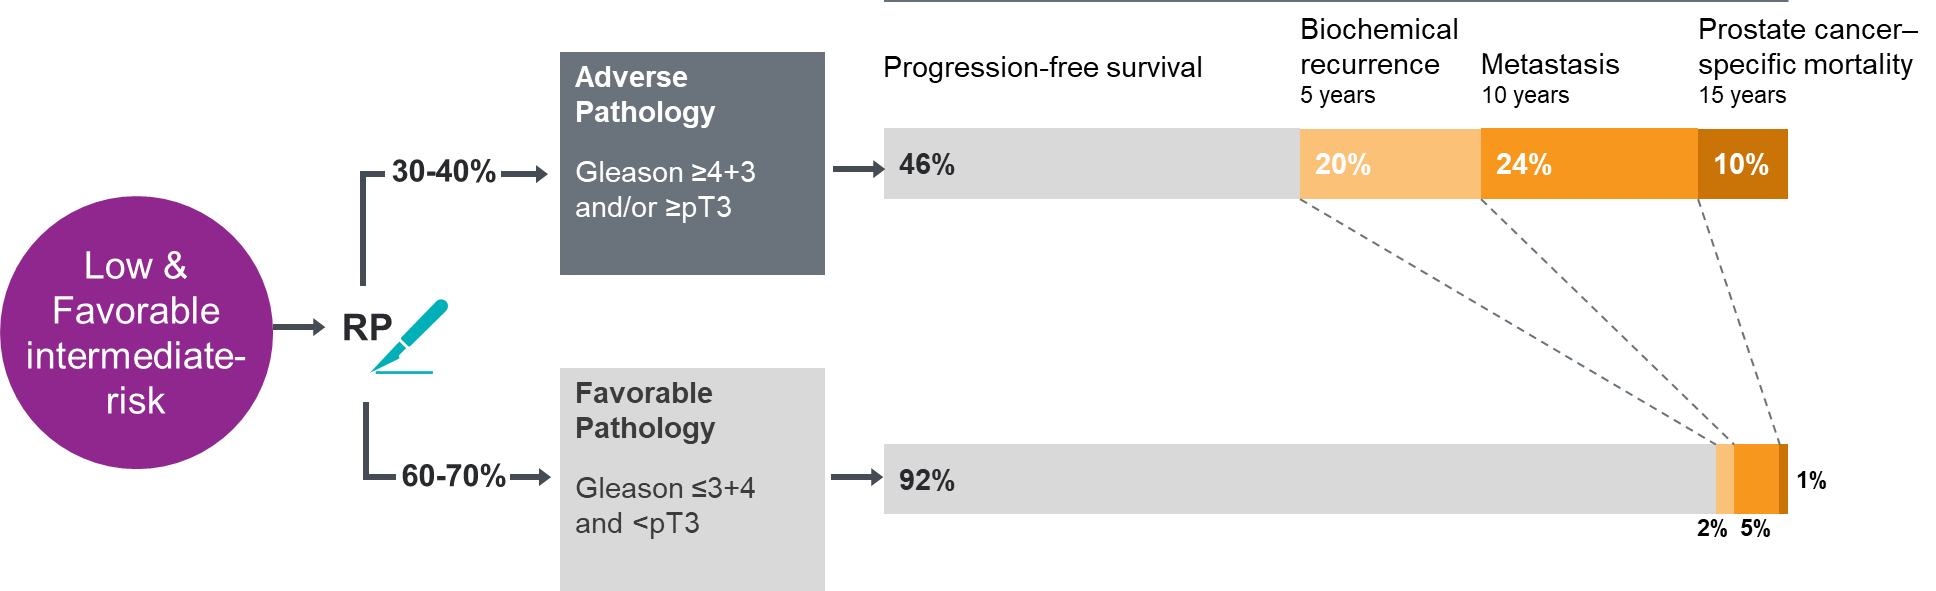 Low &
Favorable
intermediate-
risk
RP
30-40%
60-70%
Adverse
Pathology
Gleason ≥4+3
and/or ≥pT3
Favorable
Pathology
Gleason ≤3+4
and <pT3
Progression-free survival
Biochemical
recurrence
5 years
Metastasis
10 years
Prostate cancer–
specific mortality
15 years
46%
20%
24%
10%
92%
2%
5%
1%